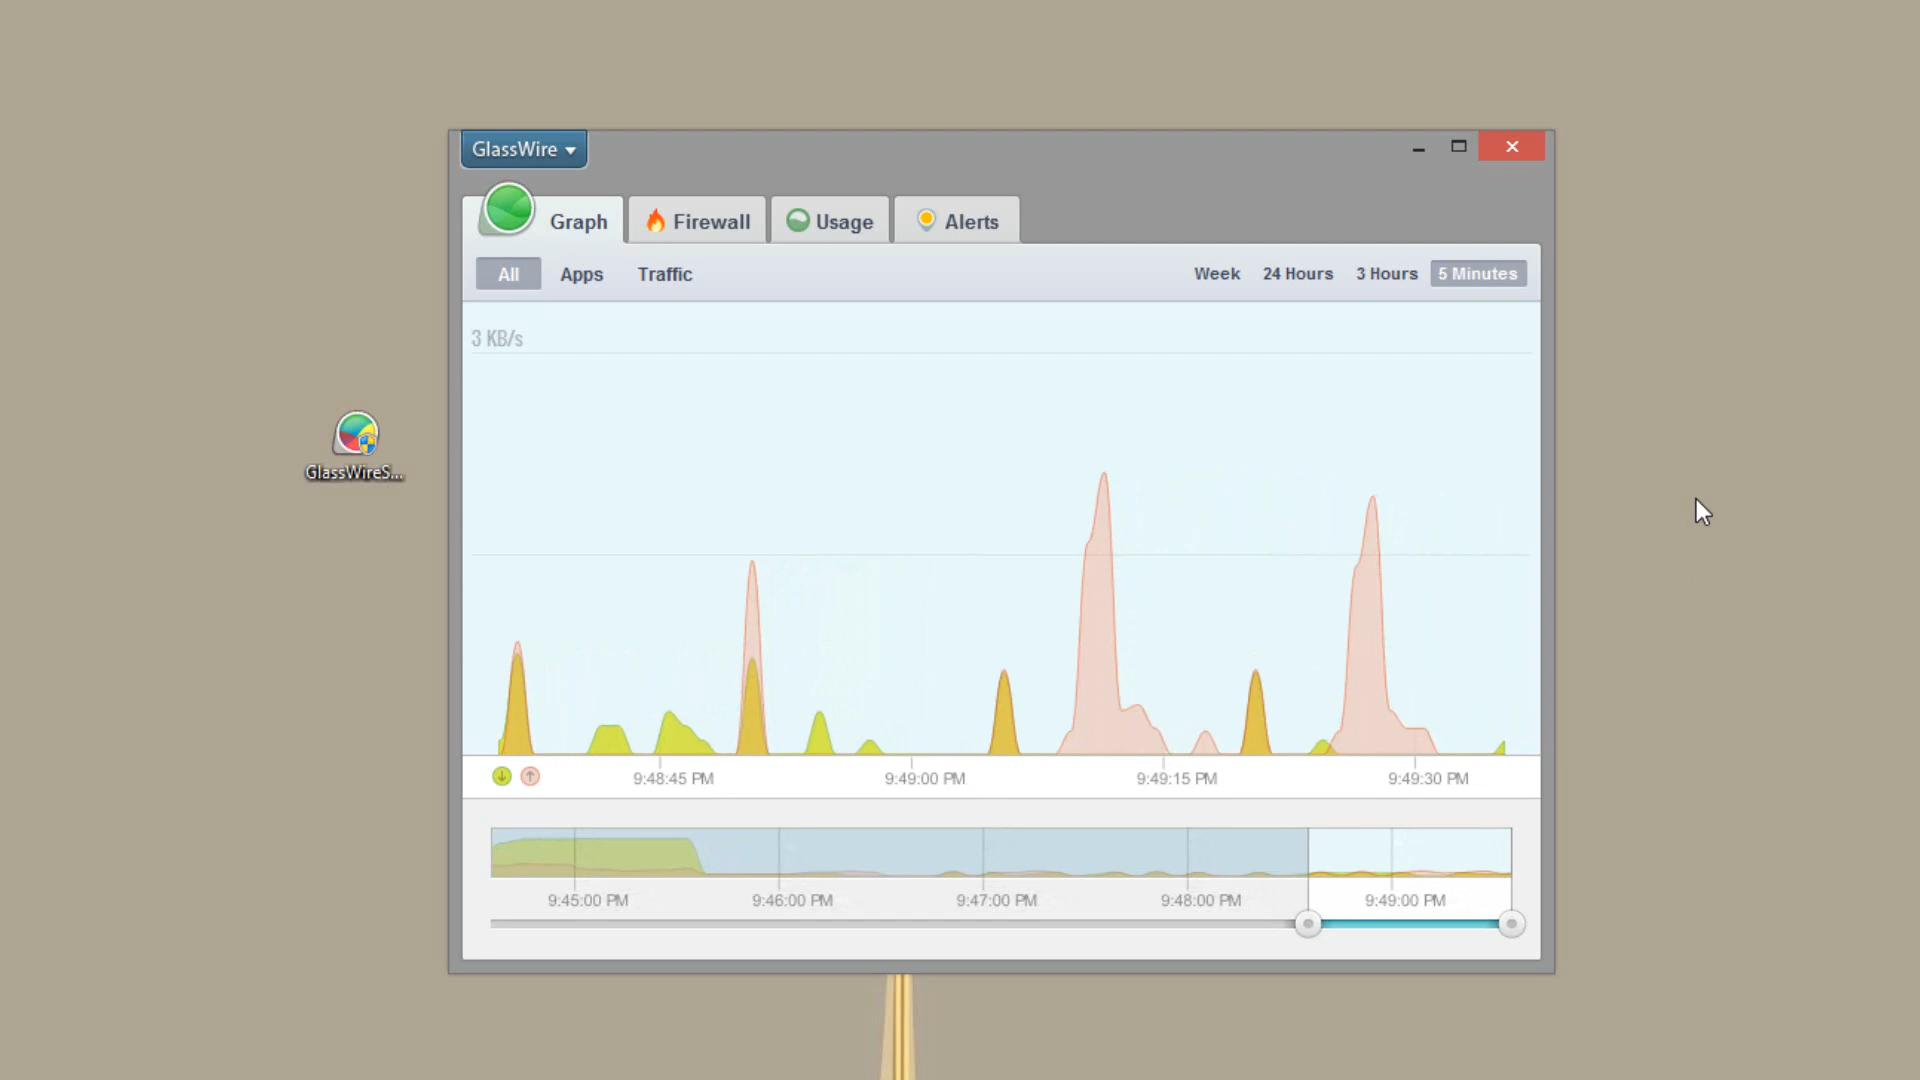 GlassWire
Graph
Firewall
Usage
Alerts
All
Apps
Traffic
Week
24 Hours
3 Hours
5 Minutes
3 KB/s
GlassWireS...
9:48:45 PM
9:49:00 PM
9:49:15 PM
9:49:30 PM
9:45:00 PM
9:46:00 PM
9:47:00 PM
9:48:00 PM
9:49:00 PM